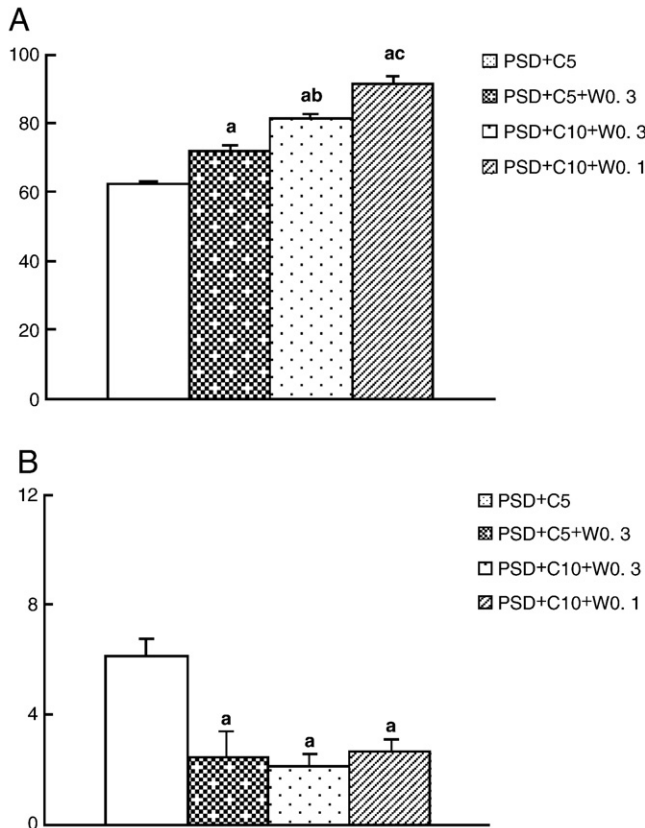 A
100
80
60
40
20
0
a
ab
ac
PSD+C5
PSD+C5+W0. 3
PSD+C10+W0. 3
PSD+C10+W0. 1
B
12
8
4
0
a
a
a
PSD+C5
PSD+C5+W0. 3
PSD+C10+W0. 3
PSD+C10+W0. 1